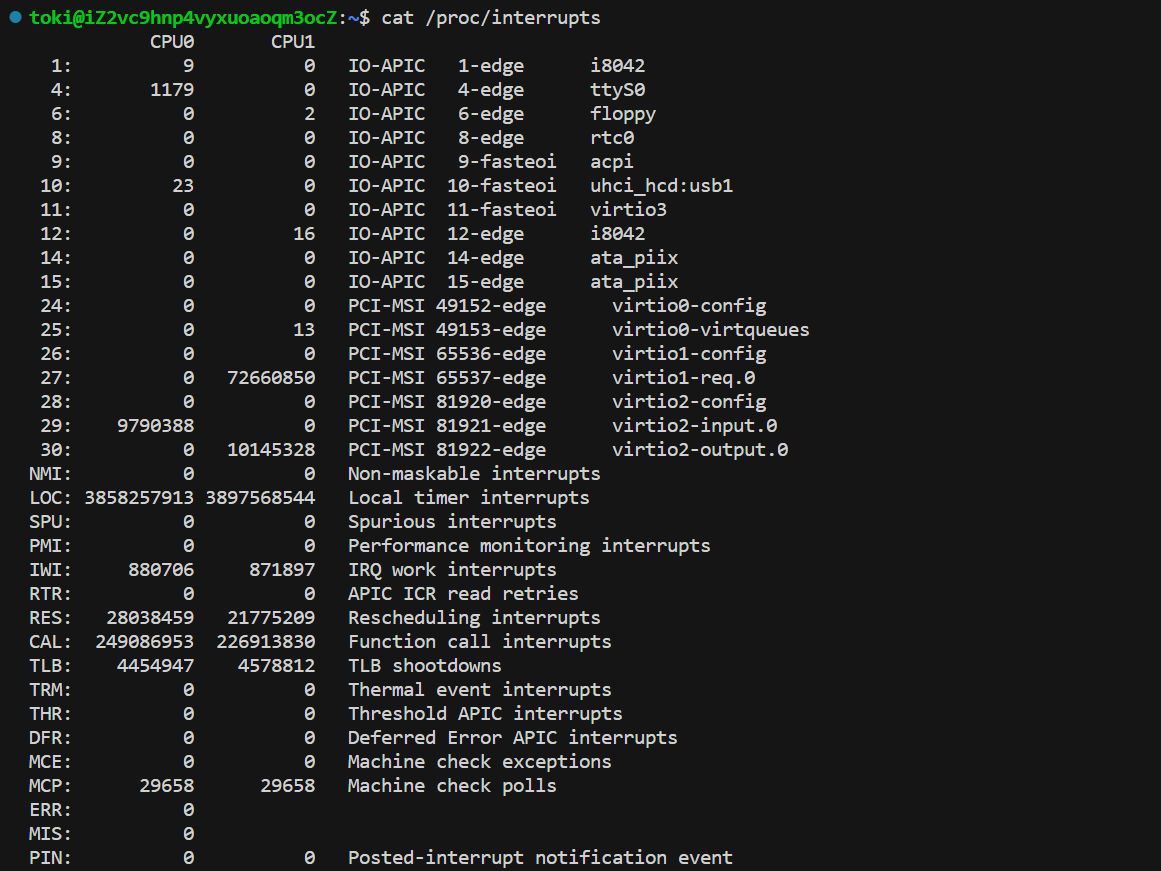 toki@iZ2vc9hnp4vyxuoaoqm3ocZ:~$ cat /proc/interrupts
           CPU0       CPU1
  1:          9          0   IO-APIC   1-edge      i8042
  4:       1179          0   IO-APIC   4-edge      ttyS0
  6:          0          2   IO-APIC   6-edge      floppy
  8:          0          0   IO-APIC   8-edge      rtc0
  9:          0          0   IO-APIC   9-fasteoi   acpi
 10:         23          0   IO-APIC  10-fasteoi   uhci_hcd:usb1
 11:          0          0   IO-APIC  11-fasteoi   virtio3
 12:          0         16   IO-APIC  12-edge      i8042
 14:          0          0   IO-APIC  14-edge      ata_piix
 15:          0          0   IO-APIC  15-edge      ata_piix
 24:          0          0   PCI-MSI 49152-edge      virtio0-config
 25:          0         13   PCI-MSI 49153-edge      virtio0-virtqueues
 26:          0          0   PCI-MSI 65536-edge      virtio1-config
 27:          0   72660850   PCI-MSI 65537-edge      virtio1-req.0
 28:          0          0   PCI-MSI 81920-edge      virtio2-config
 29:    9790388          0   PCI-MSI 81921-edge      virtio2-input.0
 30:          0   10145328   PCI-MSI 81922-edge      virtio2-output.0
NMI:          0          0   Non-maskable interrupts
LOC: 3858257913 3897568544   Local timer interrupts
SPU:          0          0   Spurious interrupts
PMI:          0          0   Performance monitoring interrupts
IWI:     880706     871897   IRQ work interrupts
RTR:          0          0   APIC ICR read retries
RES:   28038459   21775209   Rescheduling interrupts
CAL:  249086953  226913830   Function call interrupts
TLB:    4454947    4578812   TLB shootdowns
TRM:          0          0   Thermal event interrupts
THR:          0          0   Threshold APIC interrupts
DFR:          0          0   Deferred Error APIC interrupts
MCE:          0          0   Machine check exceptions
MCP:      29658      29658   Machine check polls
ERR:          0
MIS:          0
PIN:          0          0   Posted-interrupt notification event